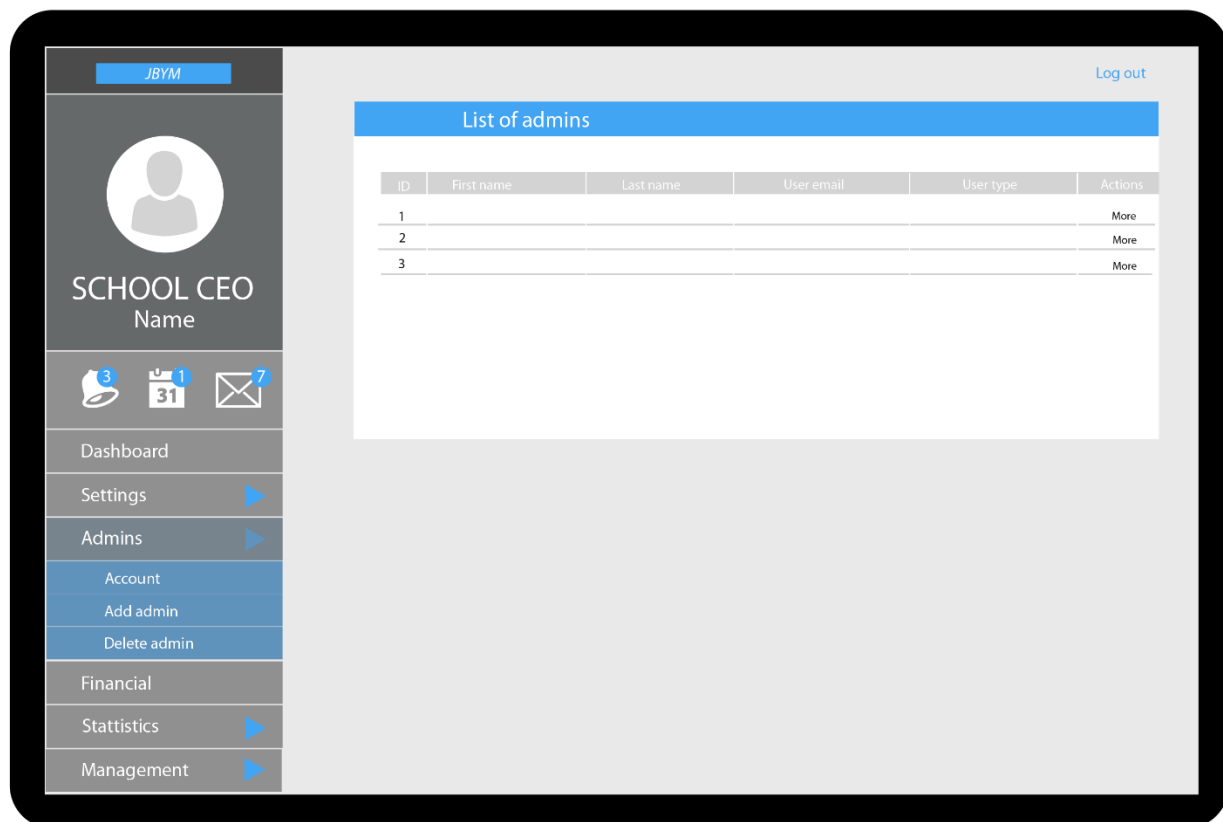 JBYM
Log out
List of admins
SCHOOL CEO
Name
3 1 31 7
ID First name Last name User email User type Actions
1 More
2 More
3 More
Dashboard
Settings
Admins
Account
Add admin
Delete admin
Financial
Stattistics
Management